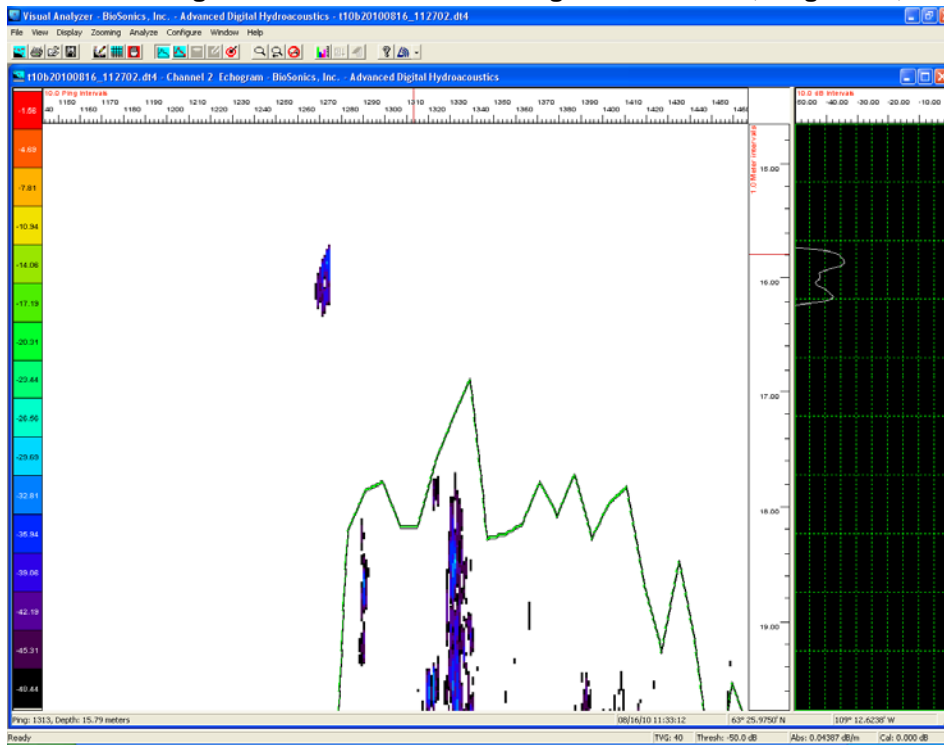 Visual Analyzer - BioSonics, Inc. - Advanced Digital Hydroacoustics - t10b20100816_112702.dt4
File View Display Zooming Analyze Configure Window Help
t10b20100816_112702.dt4 - Channel 2 Echogram - BioSonics, Inc. - Advanced Digital Hydroacoustics
10.0 Ping Intervals
1150 1170 1190 1210 1230 1250 1270 1290 1310 1330 1350 1370 1390 1410 1430 1450
40 1160 1180 1200 1220 1240 1260 1280 1300 1320 1340 1360 1380 1400 1420 1440 146
10.0 dB Intervals
60.00 -40.00 -30.00 -20.00 -10.00
1.0 Meter Intervals
-1.56
-4.69
-7.81
-10.94
-14.06
-17.19
-20.31
-23.44
-26.56
-29.69
-32.81
-35.94
-39.06
-42.19
-45.31
15.00
16.00
17.00
18.00
19.00
Ping: 1313, Depth: 15.79 meters 08/16/10 11:33:12 63° 25.9750' N 109° 12.6238' W
Ready TVG: 40 Thresh: -50.0 dB Abs: 0.04387 dB/m Cal: 0.000 dB